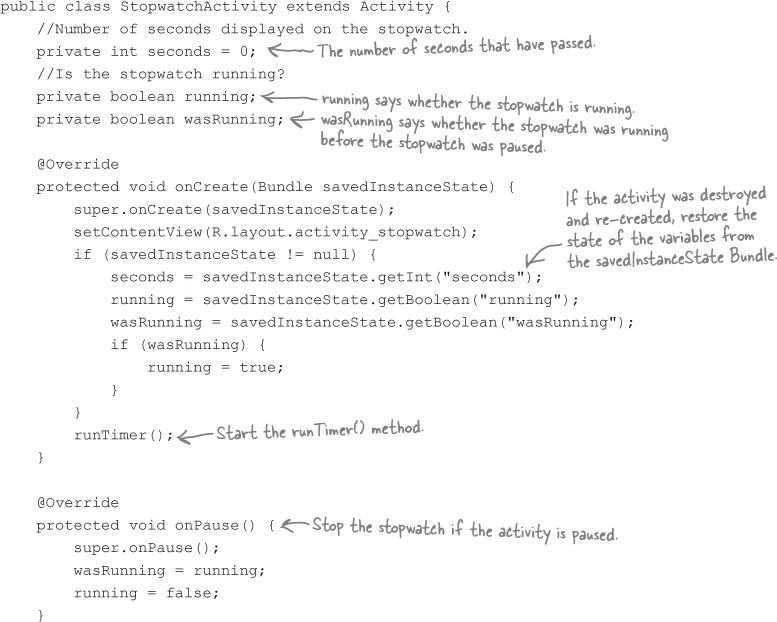 public class StopwatchActivity extends Activity {
//Number of seconds displayed on the stopwatch.
private int seconds = 0; The number of seconds that have passed.
//Is the stopwatch running?
private boolean running; running says whether the stopwatch is running.
private boolean wasRunning; wasRunning says whether the stopwatch was running
before the stopwatch was paused.
@Override
protected void onCreate(Bundle savedInstanceState) {
super.onCreate(savedInstanceState);
setContentView(R.layout.activity_stopwatch);
if (savedInstanceState != null) {
seconds = savedInstanceState.getInt("seconds");
running = savedInstanceState.getBoolean("running");
wasRunning = savedInstanceState.getBoolean("wasRunning");
if (wasRunning) {
running = true;
}
}
runTimer(); Start the runTimer() method.
}
If the activity was destroyed
and re-created, restore the
state of the variables from
the savedInstanceState Bundle.
@Override
protected void onPause() { Stop the stopwatch if the activity is paused.
super.onPause();
wasRunning = running;
running = false;
}